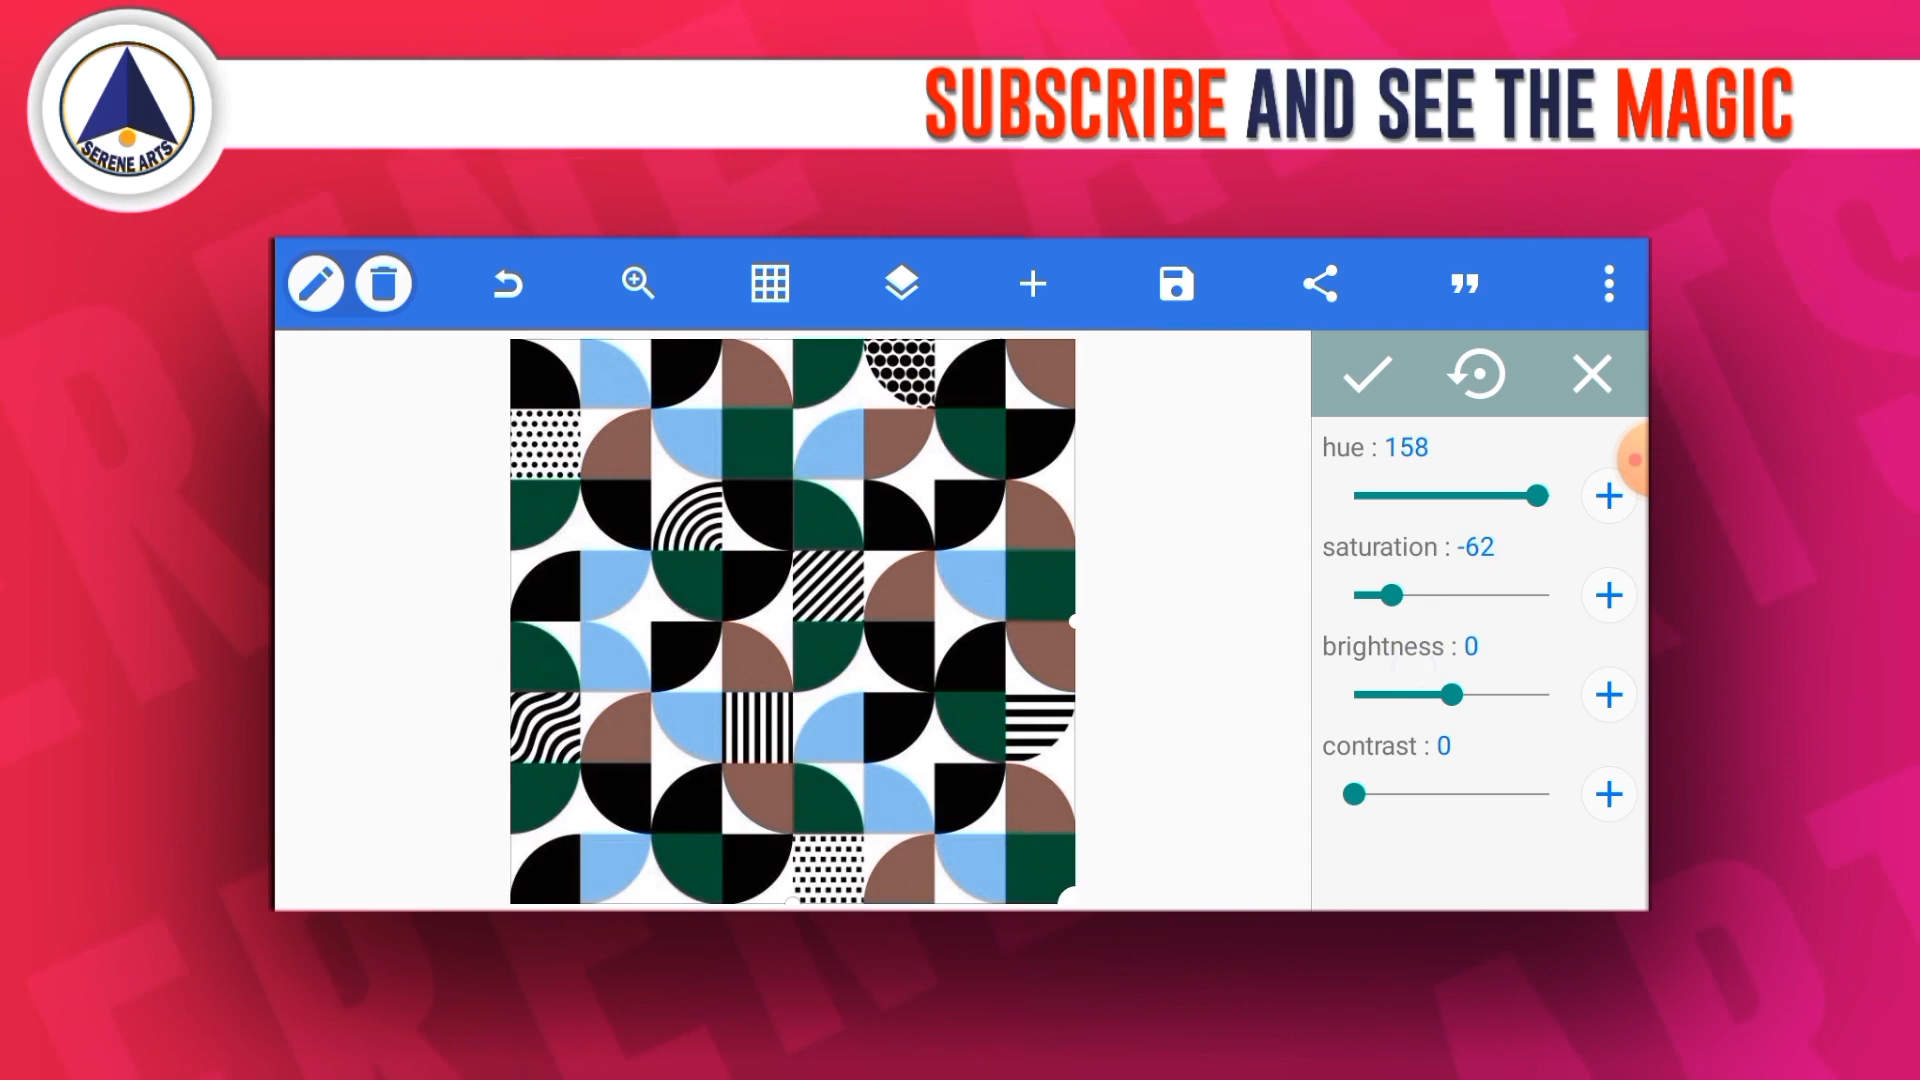 SUBSCRIBE AND SEE THE MAGIC
SERENE ARTS
hue : 158
saturation : -62
brightness : 0
contrast : 0